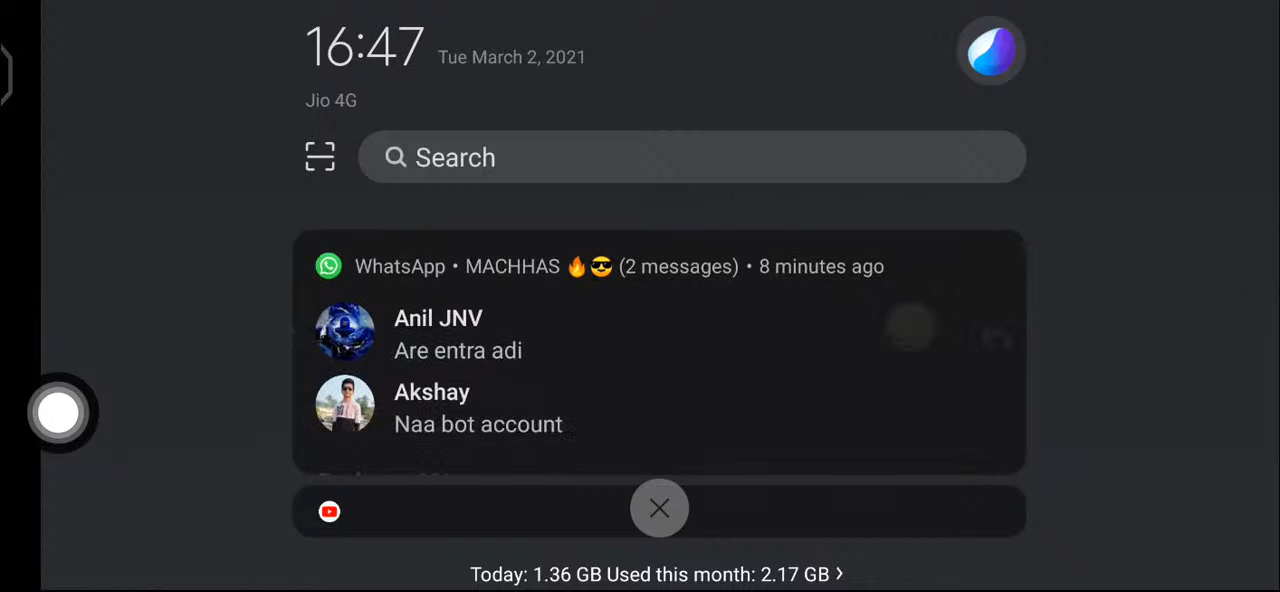 16:47 Tue March 2, 2021
Jio 4G
Search
WhatsApp • MACHHAS 🔥😎 (2 messages) • 8 minutes ago
Anil JNV
Are entra adi
Akshay
Naa bot account
Today: 1.36 GB Used this month: 2.17 GB ›